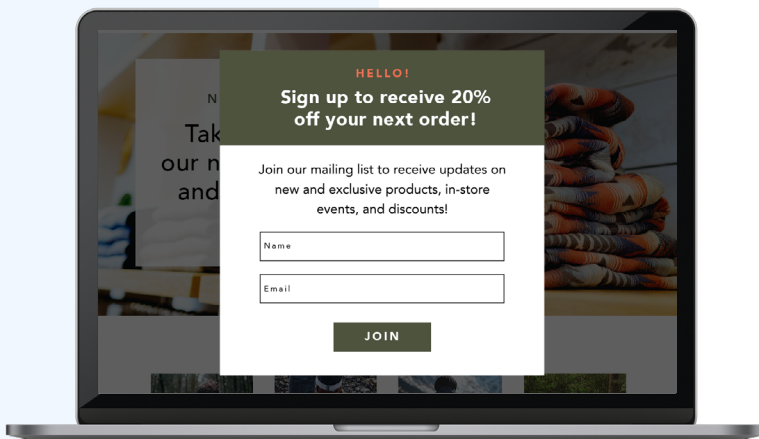 HELLO!
Sign up to receive 20%
off your next order!
Join our mailing list to receive updates on
new and exclusive products, in-store
events, and discounts!
Name
Email
JOIN